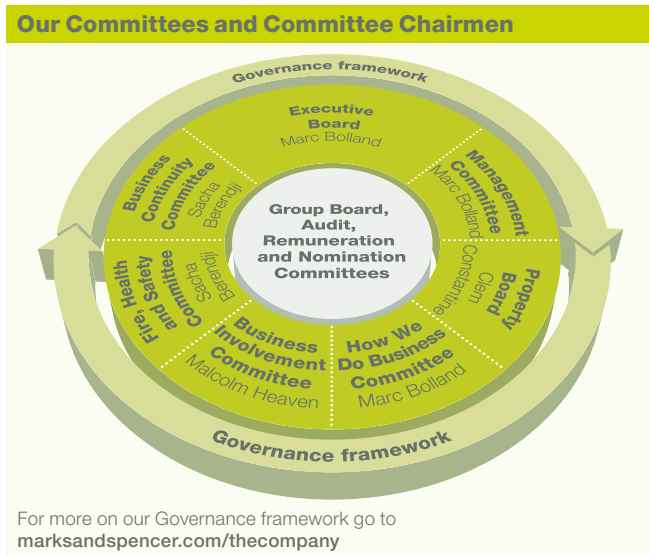 Our Committees and Committee Chairmen
Governance framework
Executive
Board
Marc Bolland
Management
Committee
Marc Bolland
Property
Board
Clem
Constantine
How We
Do Business
Committee
Marc Bolland
Business
Involvement
Committee
Malcolm Heaven
Fire, Health
and Safety
Committee
Sacha
Berendji
Business
Continuity
Committee
Sacha
Berendji
Group Board,
Audit,
Remuneration
and Nomination
Committees
Governance framework
For more on our Governance framework go to
marksandspencer.com/thecompany